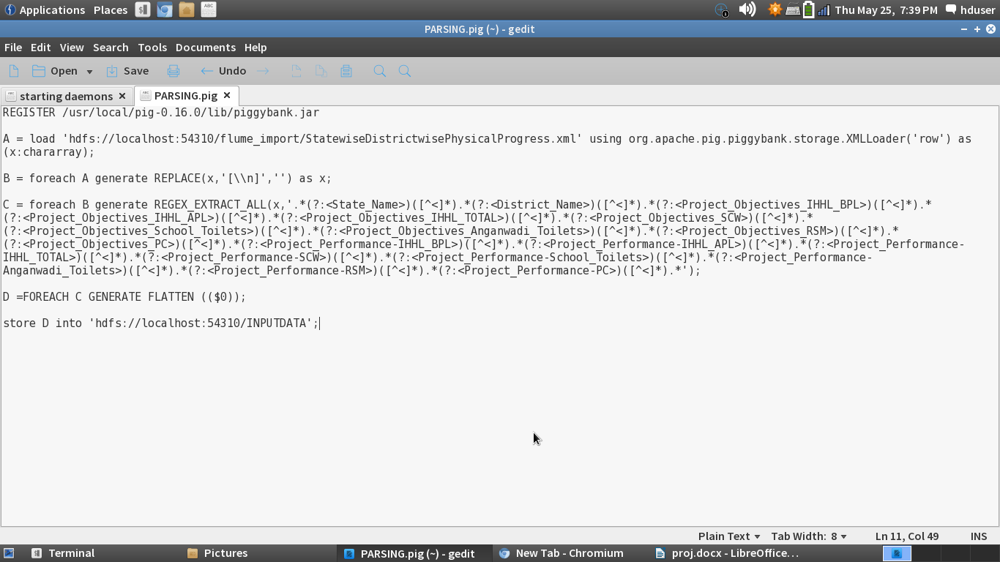 Applications Places Thu May 25, 7:39 PM hduser
PARSING.pig (~) - gedit
File Edit View Search Tools Documents Help
Open Save Undo
starting daemons PARSING.pig
REGISTER /usr/local/pig-0.16.0/lib/piggybank.jar
A = load 'hdfs://localhost:54310/flume_import/StatewiseDistrictwisePhysicalProgress.xml' using org.apache.pig.piggybank.storage.XMLLoader('row') as
(x:chararray);
B = foreach A generate REPLACE(x,'[\\n]','') as x;
C = foreach B generate REGEX_EXTRACT_ALL(x,'.*(?:<State_Name>)([^<]*).*(?:<District_Name>)([^<]*).*(?:<Project_Objectives_IHHL_BPL>)([^<]*).*
(?:<Project_Objectives_IHHL_APL>)([^<]*).*(?:<Project_Objectives_IHHL_TOTAL>)([^<]*).*(?:<Project_Objectives_SCW>)([^<]*).*
(?:<Project_Objectives_School_Toilets>)([^<]*).*(?:<Project_Objectives_Anganwadi_Toilets>)([^<]*).*(?:<Project_Objectives_RSM>)([^<]*).*
(?:<Project_Objectives_PC>)([^<]*).*(?:<Project_Performance-IHHL_BPL>)([^<]*).*(?:<Project_Performance-IHHL_APL>)([^<]*).*(?:<Project_Performance-
IHHL_TOTAL>)([^<]*).*(?:<Project_Performance-SCW>)([^<]*).*(?:<Project_Performance-School_Toilets>)([^<]*).*(?:<Project_Performance-
Anganwadi_Toilets>)([^<]*).*(?:<Project_Performance-RSM>)([^<]*).*(?:<Project_Performance-PC>)([^<]*).*');
D =FOREACH C GENERATE FLATTEN (($0));
store D into 'hdfs://localhost:54310/INPUTDATA';
Plain Text Tab Width: 8 Ln 11, Col 49 INS
Terminal Pictures PARSING.pig (~) - gedit New Tab - Chromium proj.docx - LibreOffice...